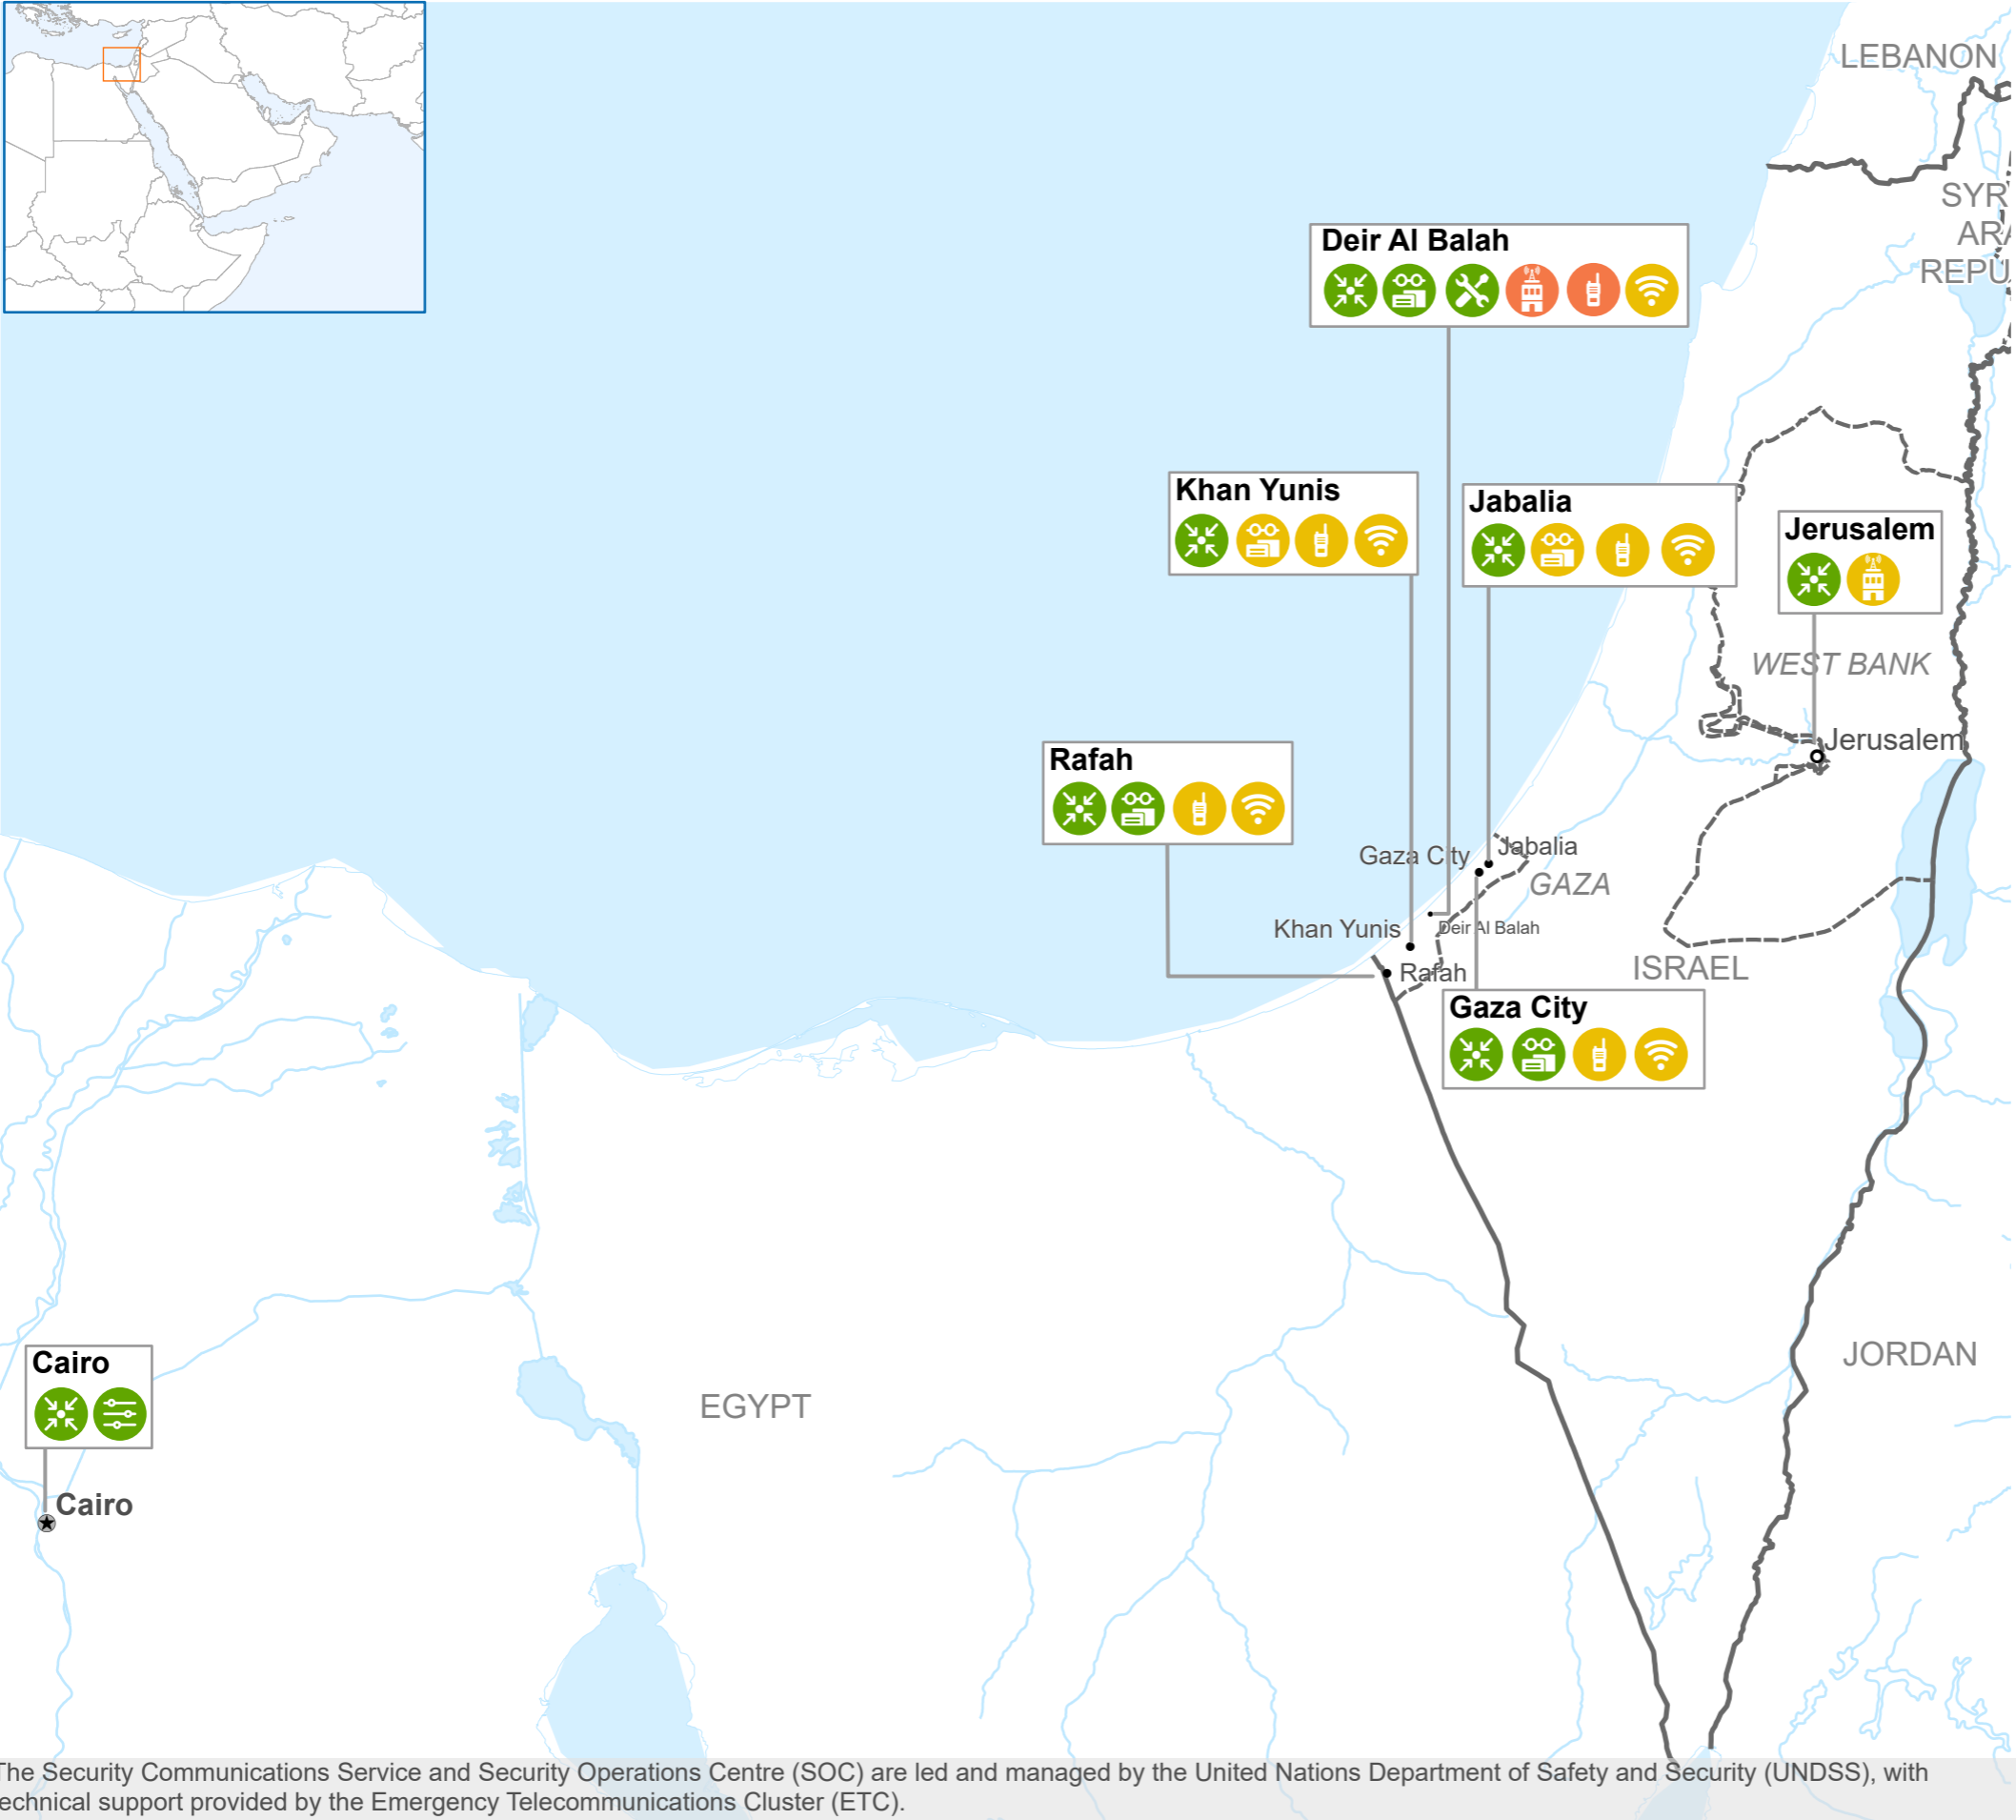 LEBANON
SYR
ARA
REPU
Deir Al Balah
Khan Yunis
Jabalia
Jerusalem
WEST BANK
Jerusalem
Rafah
Jabalia
Gaza City
GAZA
Khan Yunis
Deir Al Balah
ISRAEL
Rafah
Gaza City
JORDAN
Cairo
EGYPT
Cairo
The Security Communications Service and Security Operations Centre (SOC) are led and managed by the United Nations Department of Safety and Security (UNDSS), with
echnical support provided by the Emergency Telecommunications Cluster (ETC).